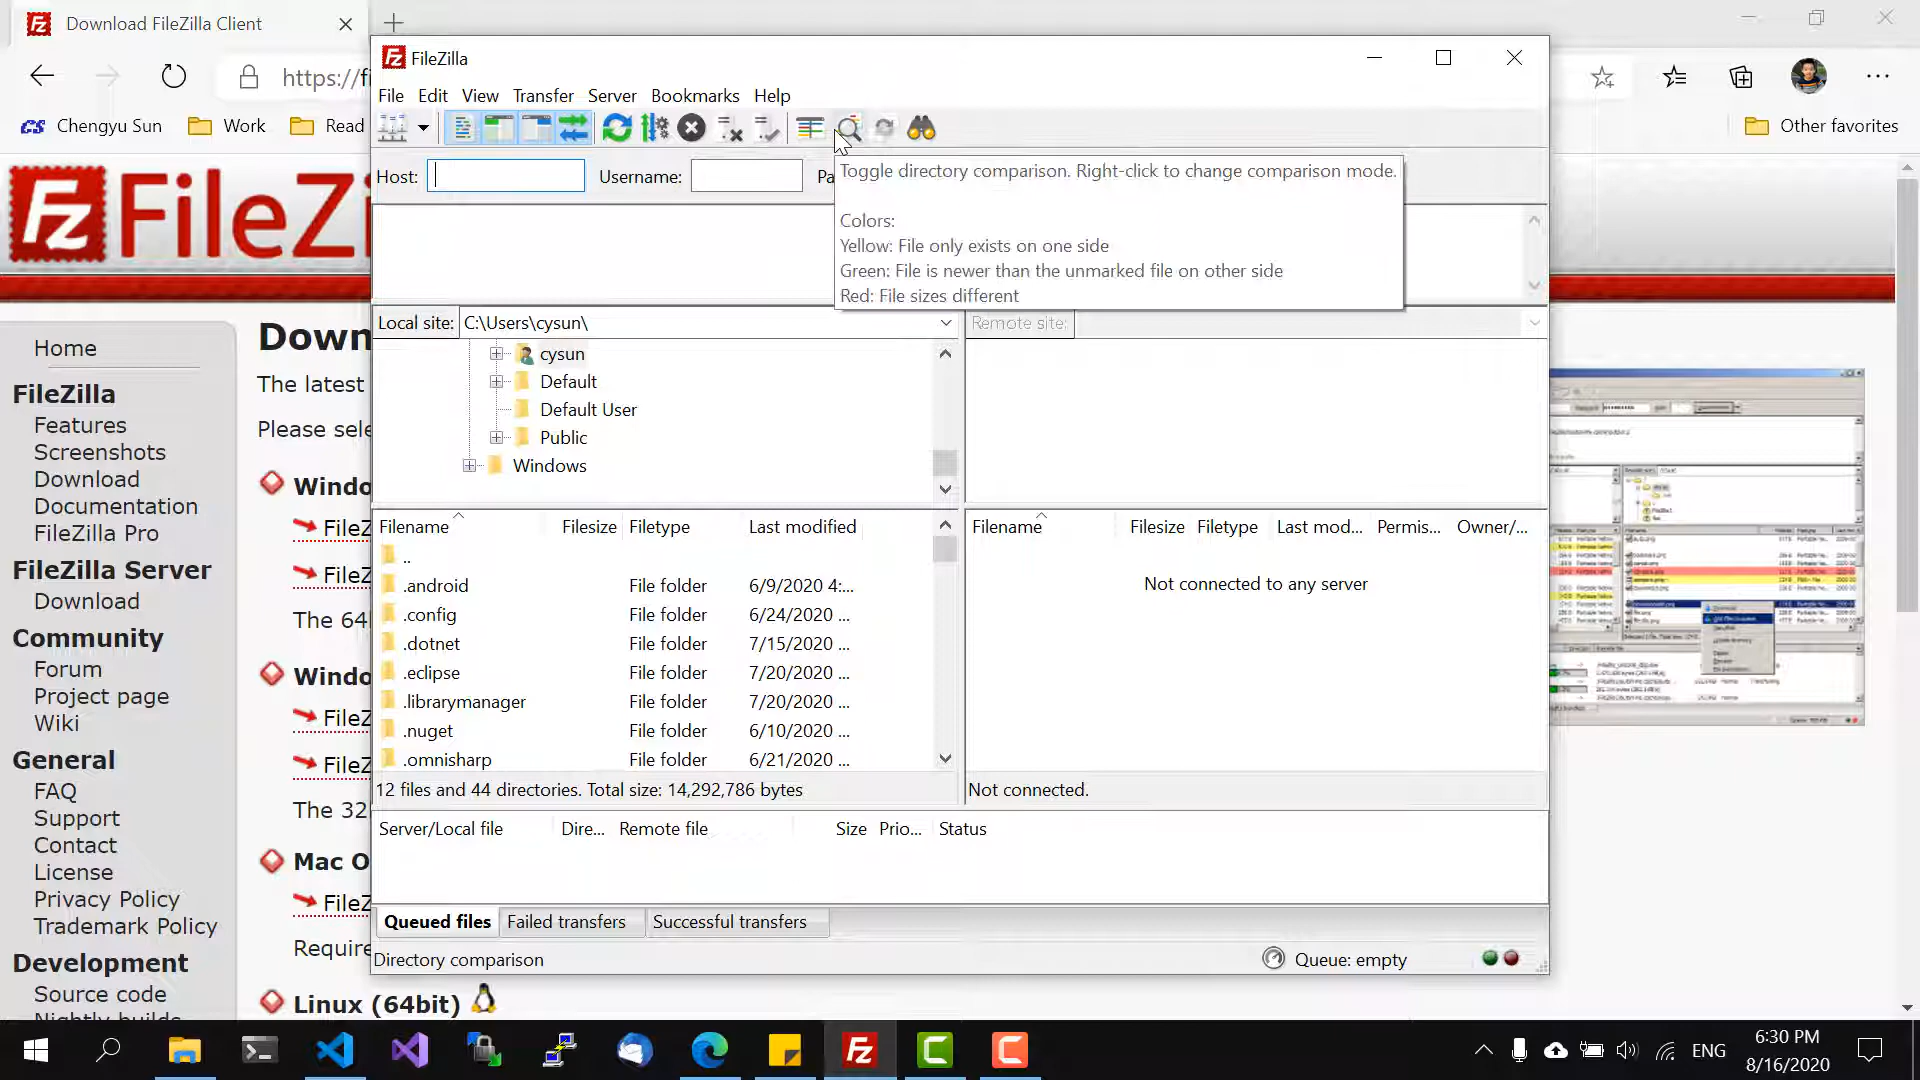 Download FileZilla Client
https://fi
Chengyu Sun
Work
Read
Other favorites
FileZ
Home
FileZilla
Features
Screenshots
Download
Documentation
FileZilla Pro
FileZilla Server
Download
Community
Forum
Project page
Wiki
General
FAQ
Support
Contact
License
Privacy Policy
Trademark Policy
Development
Source code
Nightly builds
Down
The latest
Please sele
Windo
FileZ
FileZ
The 64
Windo
FileZ
FileZ
The 32
Mac O
FileZ
Require
Linux (64bit)
FileZilla
File Edit View Transfer Server Bookmarks Help
Host:
Username:
Pa
Toggle directory comparison. Right-click to change comparison mode.
Colors:
Yellow: File only exists on one side
Green: File is newer than the unmarked file on other side
Red: File sizes different
Local site: C:\Users\cysun\
cysun
Default
Default User
Public
Windows
Remote site:
Filename Filesize Filetype Last modified
..
.android File folder 6/9/2020 4:...
.config File folder 6/24/2020 ...
.dotnet File folder 7/15/2020 ...
.eclipse File folder 7/20/2020 ...
.librarymanager File folder 7/20/2020 ...
.nuget File folder 6/10/2020 ...
.omnisharp File folder 6/21/2020 ...
12 files and 44 directories. Total size: 14,292,786 bytes
Filename Filesize Filetype Last mod... Permis... Owner/...
Not connected to any server
Not connected.
Server/Local file Dire... Remote file Size Prio... Status
Queued files Failed transfers Successful transfers
Directory comparison
Queue: empty
ENG
6:30 PM
8/16/2020